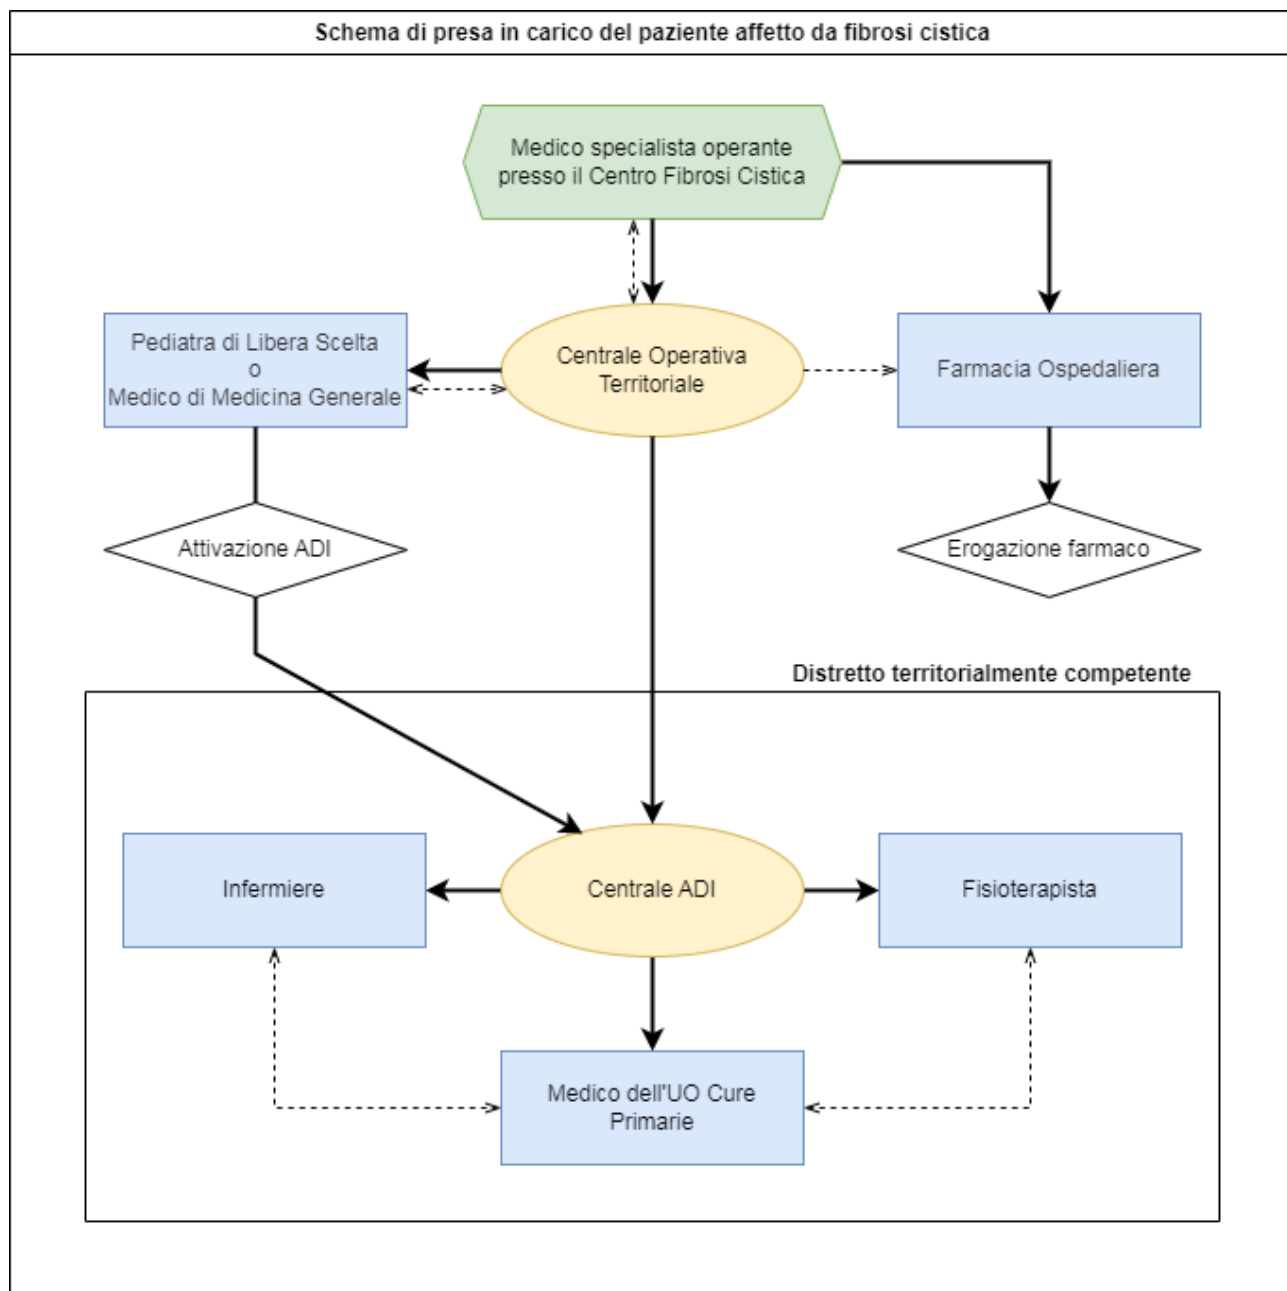 Schema di presa in carico del paziente affetto da fibrosi cistica
Medico specialista operante
presso il Centro Fibrosi Cistica
Pediatra di Libera Scelta
o
Medico di Medicina Generale
Centrale Operativa
Territoriale
Farmacia Ospedaliera
Attivazione ADI
Erogazione farmaco
Distretto territorialmente competente
Infermiere
Centrale ADI
Fisioterapista
Medico dell'UO Cure
Primarie